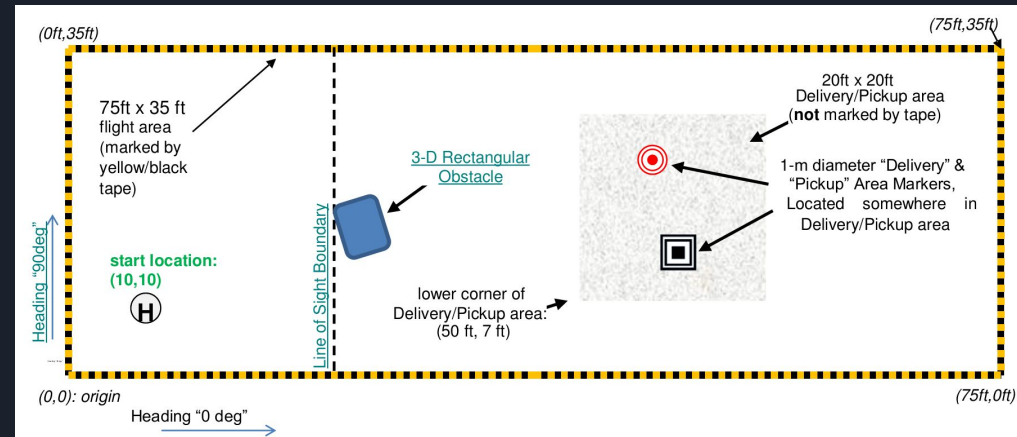 (0ft,35ft)
(75ft,35ft)
75ft x 35 ft
flight area
(marked by
yellow/black
tape)
20ft x 20ft
Delivery/Pickup area
(not marked by tape)
3-D Rectangular
Obstacle
1-m diameter “Delivery” &
“Pickup” Area Markers,
Located somewhere in
Delivery/Pickup area
Heading “90deg”
Line of Sight Boundary
start location:
(10,10)
H
lower corner of
Delivery/Pickup area:
(50 ft, 7 ft)
(0,0): origin
(75ft,0ft)
Heading “0 deg”